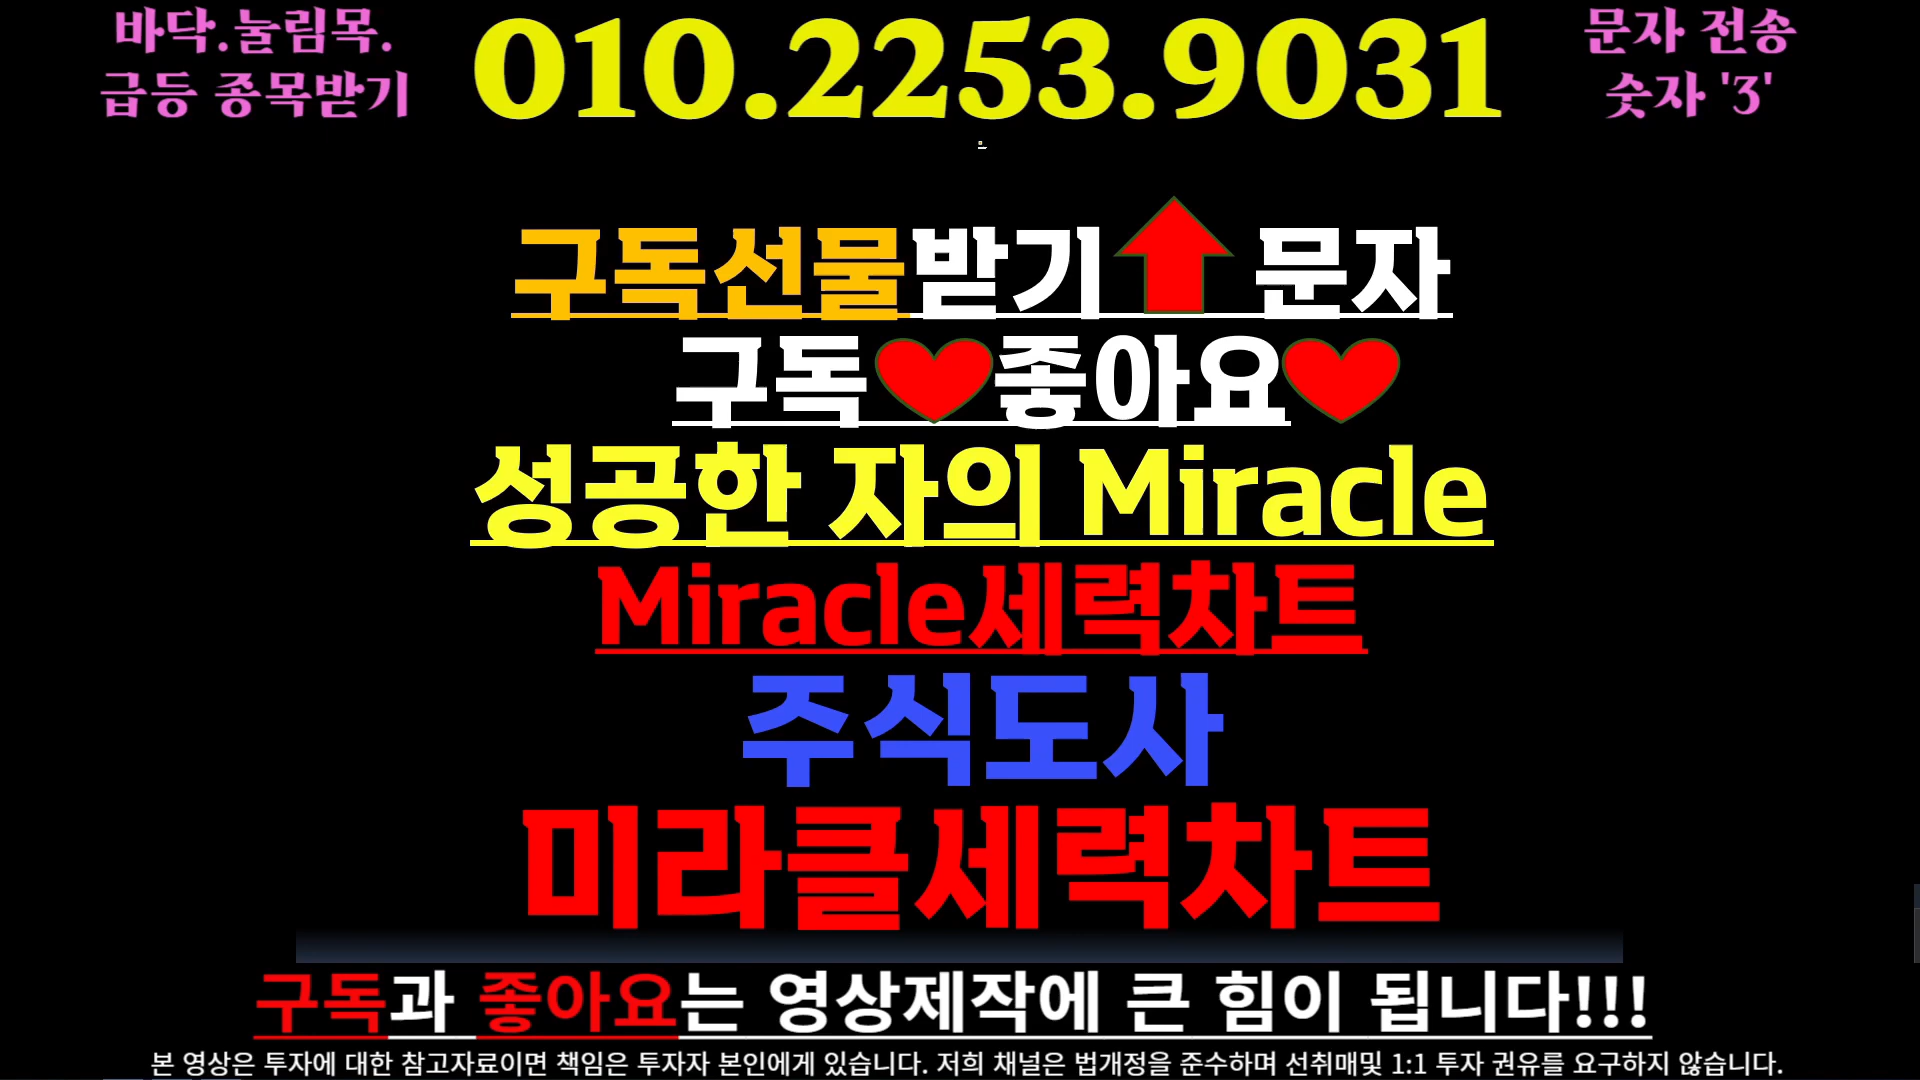 바닥.눌림목.
급등 종목받기
010.2253.9031
문자 전송
숫자 '3'
구독선물받기 문자
구독 좋아요
성공한 자의 Miracle
Miracle세력차트
주식도사
미라클세력차트
구독과 좋아요는 영상제작에 큰 힘이 됩니다!!!
본 영상은 투자에 대한 참고자료이면 책임은 투자자 본인에게 있습니다. 저희 채널은 법개정을 준수하며 선취매및 1:1 투자 권유를 요구하지 않습니다.